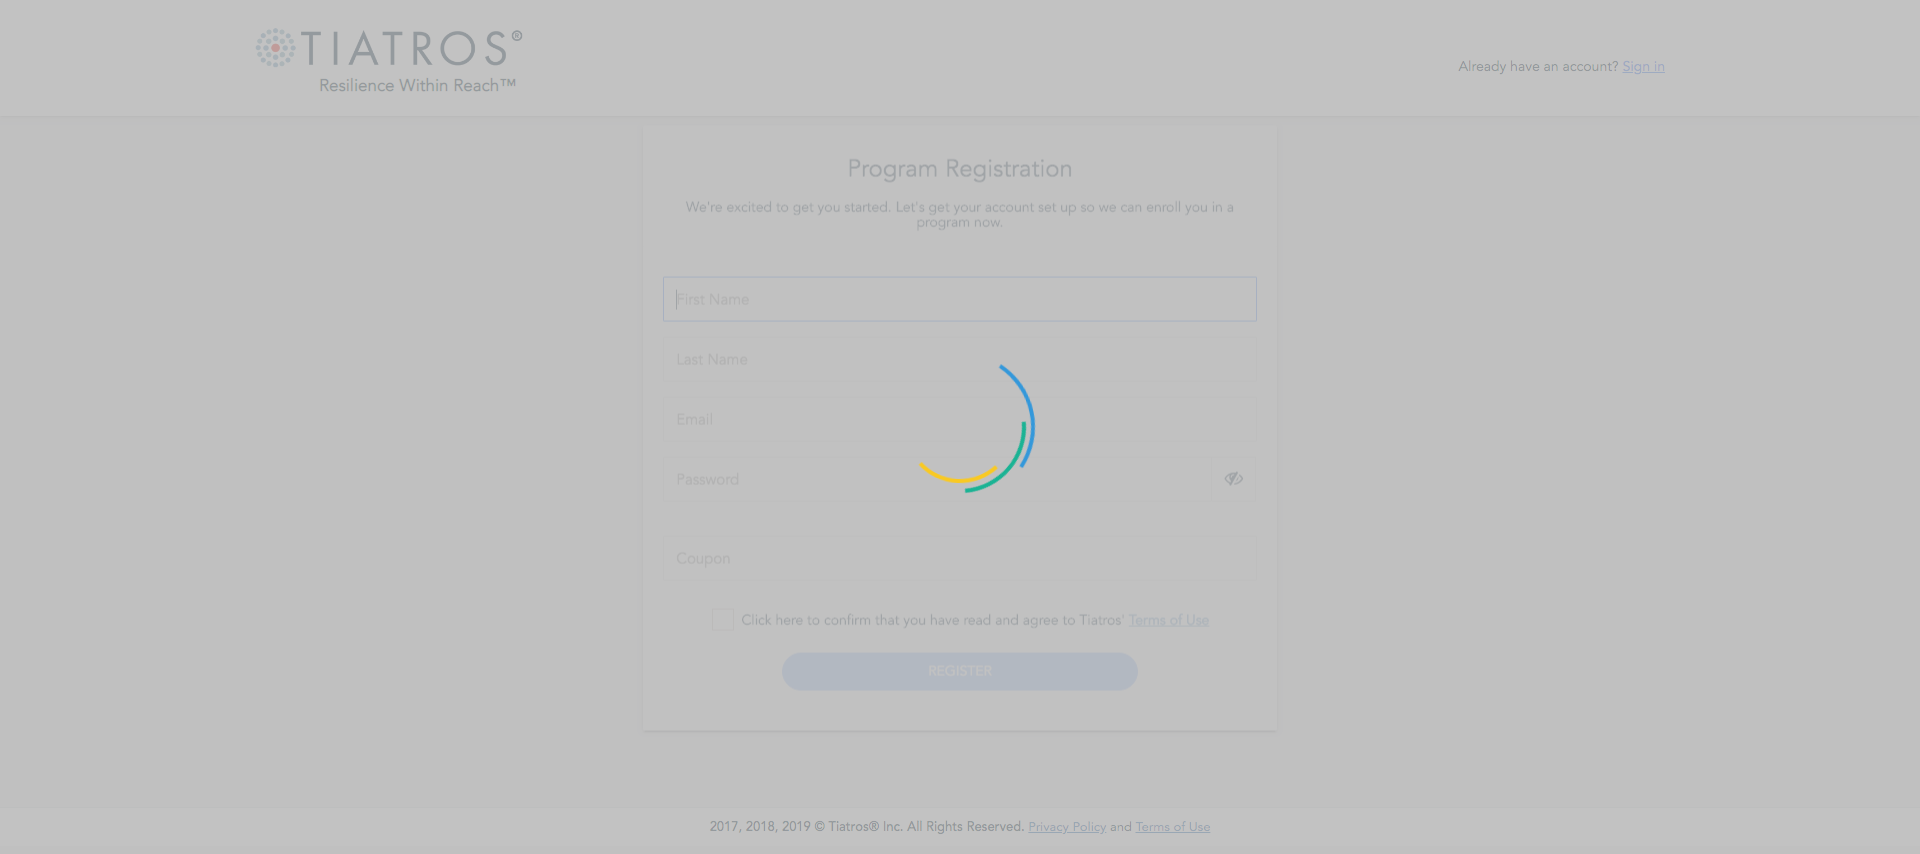 TIATROS®
Resilience Within Reach™
Already have an account? Sign in
Program Registration
We're excited to get you started. Let's get your account set up so we can enroll you in a
program now.
First Name
Last Name
Email
Password
Coupon
Click here to confirm that you have read and agree to Tiatros' Terms of Use
REGISTER
2017, 2018, 2019 © Tiatros® Inc. All Rights Reserved. Privacy Policy and Terms of Use